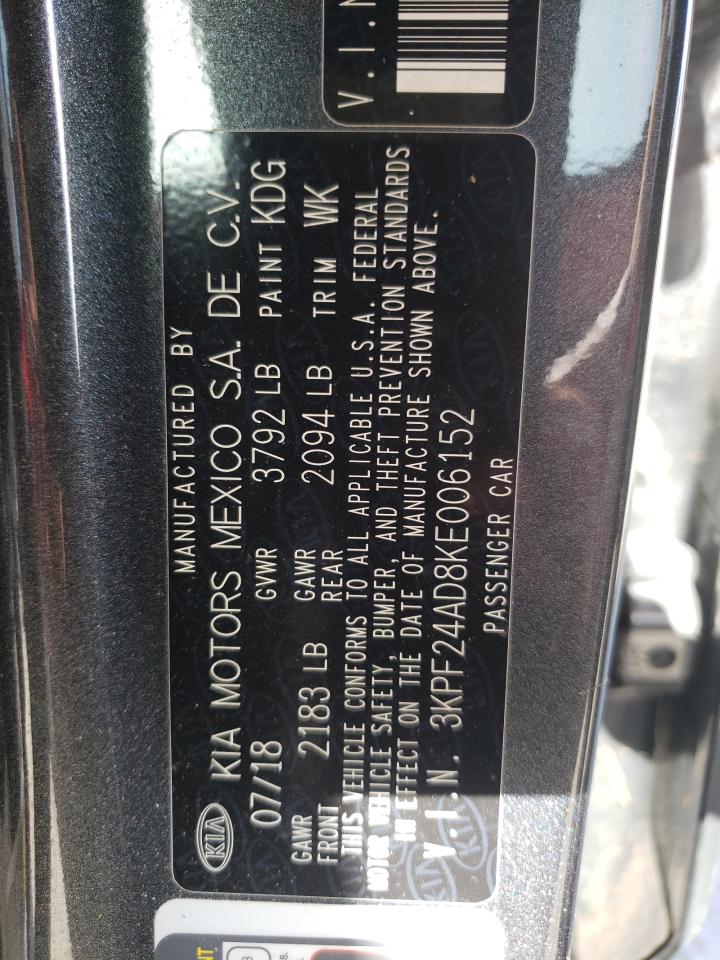 V.I.N
MANUFACTURED BY
KIA KIA MOTORS MEXICO S.A. DE C.V.
07/18 GVWR 3792 LB PAINT KDG
GAWR FRONT 2183 LB GAWR REAR 2094 LB TRIM WK
THIS VEHICLE CONFORMS TO ALL APPLICABLE U.S.A. FEDERAL
MOTOR VEHICLE SAFETY, BUMPER, AND THEFT PREVENTION STANDARDS
IN EFFECT ON THE DATE OF MANUFACTURE SHOWN ABOVE.
V.I.N. 3KPF24AD8KE006152
PASSENGER CAR